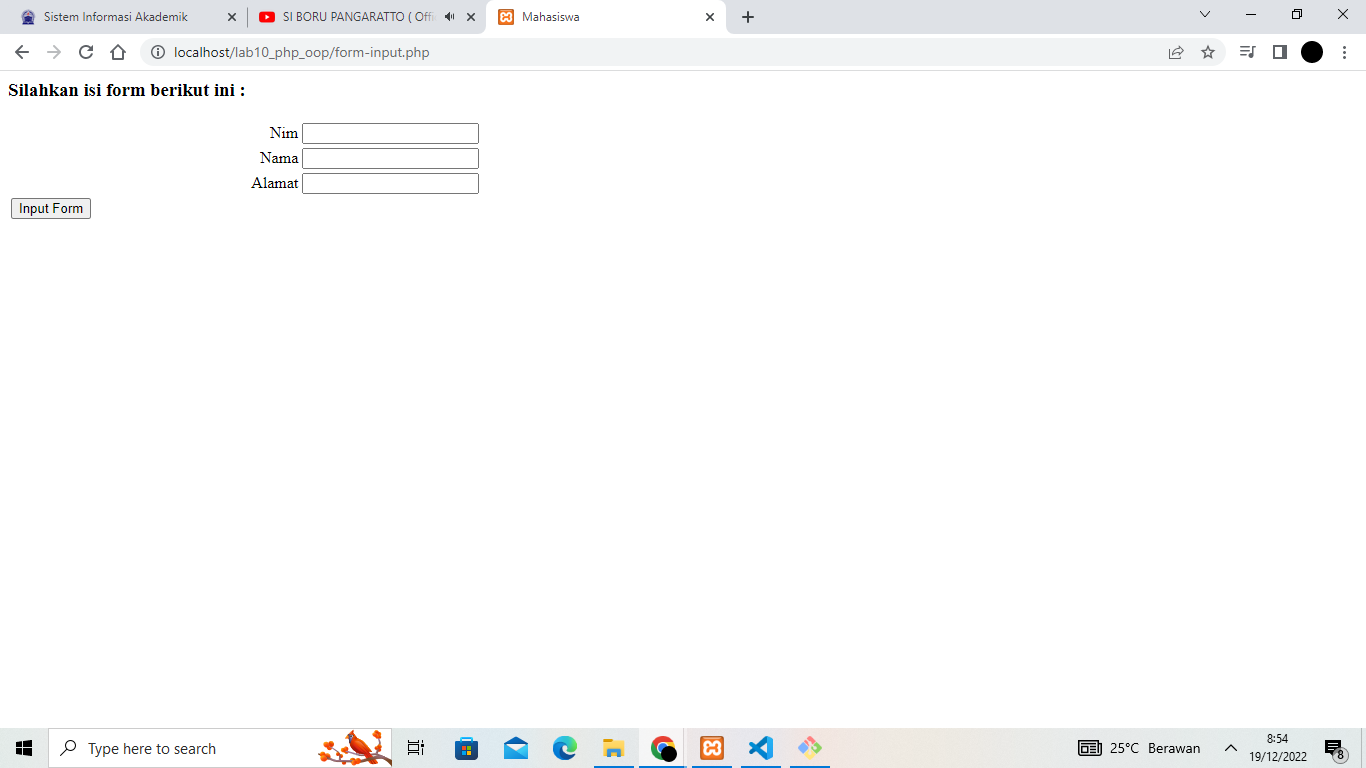 Sistem Informasi Akademik
SI BORU PANGARATTO ( Offi
Mahasiswa
localhost/lab10_php_oop/form-input.php
Silahkan isi form berikut ini :
Nim
Nama
Alamat
Input Form
Type here to search
25°C Berawan
8:54
19/12/2022
8